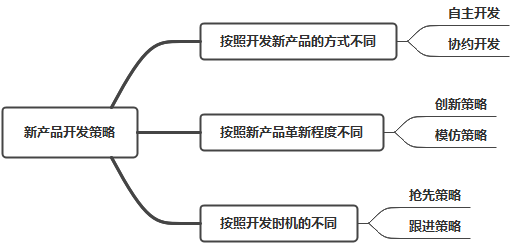 新产品开发策略
按照开发新产品的方式不同
自主开发
协约开发
按照新产品革新程度不同
创新策略
模仿策略
按照开发时机的不同
抢先策略
跟进策略